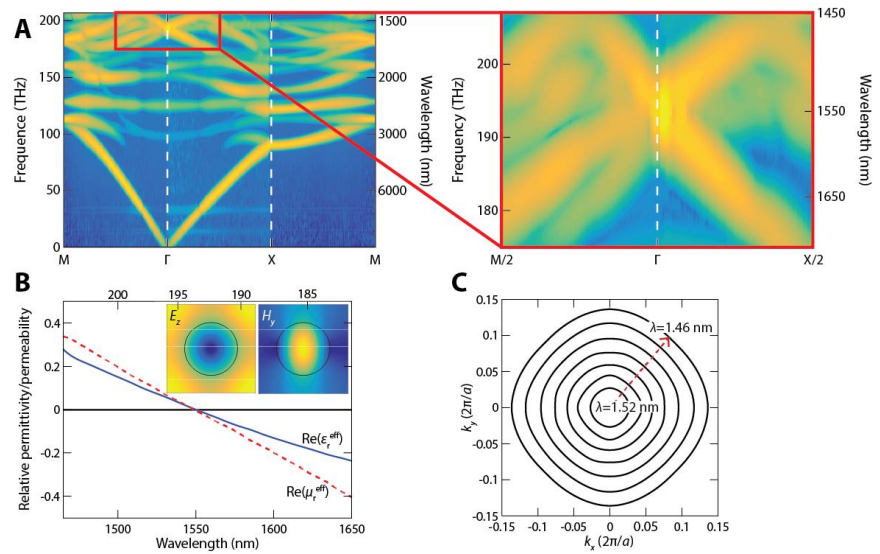 A
Frequence (THz)
200
150
100
50
0
M
Γ
X
M
1500
2000
3000
6000
Wavelength (nm)
Frequency (THz)
200
190
180
M/2
Γ
X/2
1450
1550
1650
Wavelength (nm)
B
200
195
190
185
Relative permittivity/permeability
0.4
0.2
0
-0.2
-0.4
E_z
H_y
Re(ε_r^eff)
Re(μ_r^eff)
1500
1550
1600
1650
Wavelength (nm)
C
k_y (2π/a)
0.15
0.1
0.05
0
-0.05
-0.1
-0.15
λ=1.46 nm
λ=1.52 nm
-0.15
-0.1
-0.05
0
0.05
0.1
0.15
k_x (2π/a)